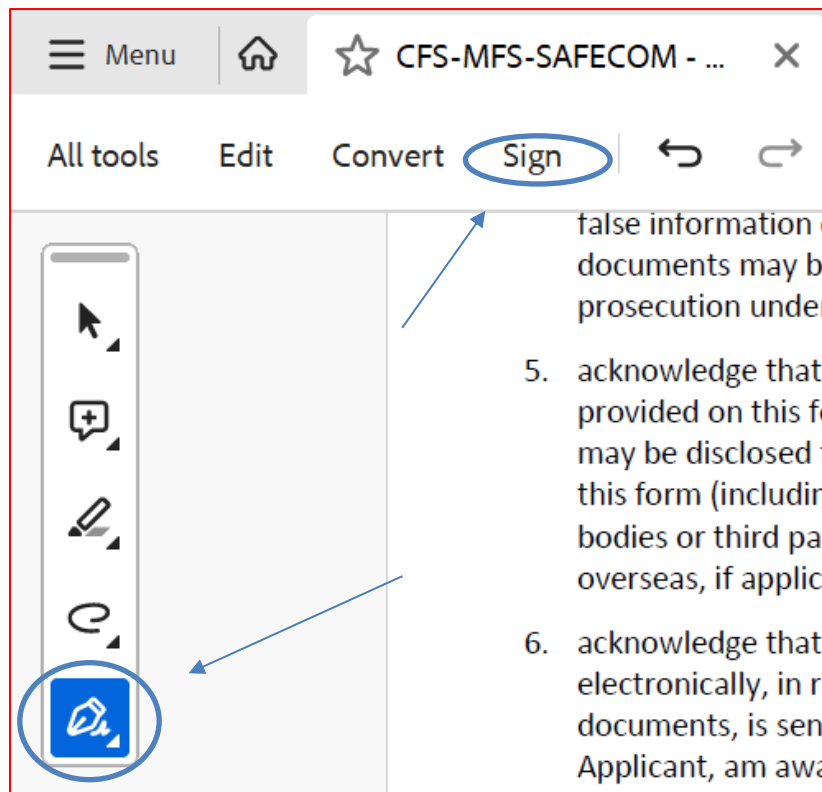 Menu
CFS-MFS-SAFECOM - ...
All tools Edit Convert Sign
false information
documents may b
prosecution under
5. acknowledge that
provided on this f
may be disclosed
this form (includin
bodies or third pa
overseas, if applic
6. acknowledge that
electronically, in r
documents, is sen
Applicant, am awa